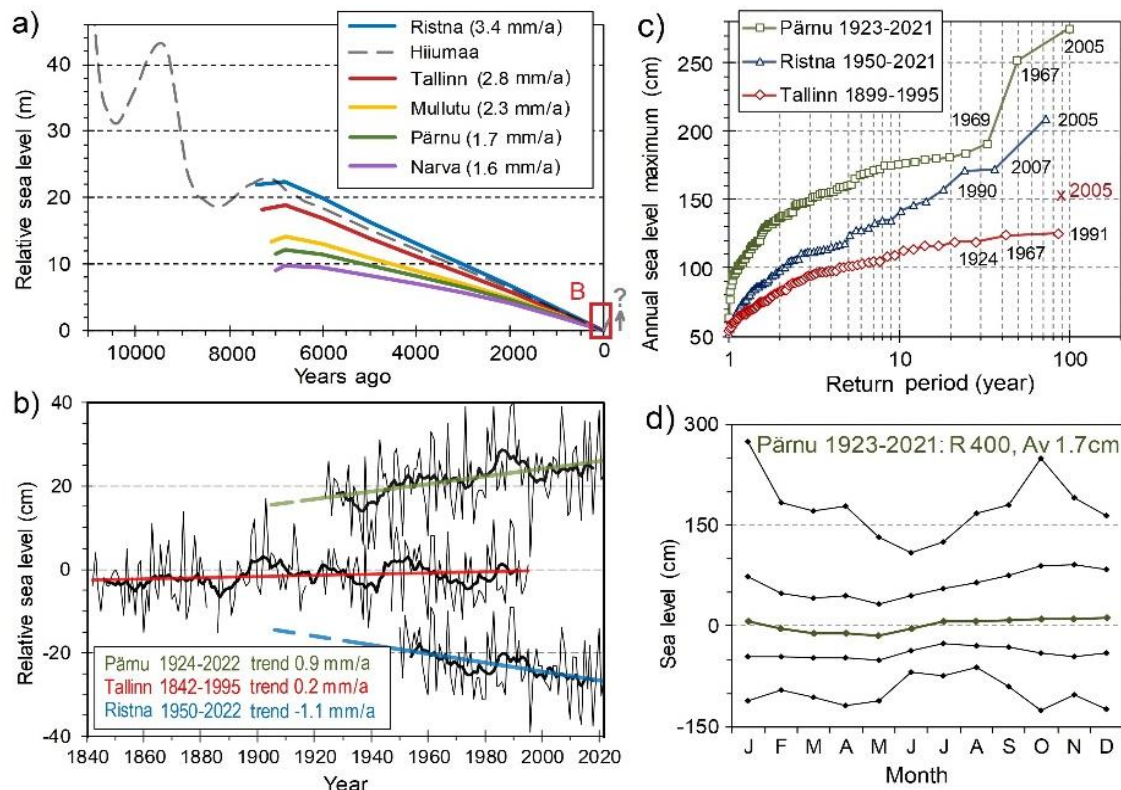 a)
Relative sea level (m)
40
30
20
10
0
Ristna (3.4 mm/a)
Hiiumaa
Tallinn (2.8 mm/a)
Mullutu (2.3 mm/a)
Pärnu (1.7 mm/a)
Narva (1.6 mm/a)
B
?
10000 8000 6000 4000 2000 0
Years ago
b)
Relative sea level (cm)
40
20
0
-20
-40
Pärnu 1924-2022 trend 0.9 mm/a
Tallinn 1842-1995 trend 0.2 mm/a
Ristna 1950-2022 trend -1.1 mm/a
1840 1860 1880 1900 1920 1940 1960 1980 2000 2020
Year
c)
Annual sea level maximum (cm)
250
200
150
100
50
Pärnu 1923-2021
Ristna 1950-2021
Tallinn 1899-1995
2005
1967
1969
2005
2007
1990
2005
1991
1967
1924
1 10 100
Return period (year)
d)
Sea level (cm)
300
150
0
-150
Pärnu 1923-2021: R 400, Av 1.7cm
J F M A M J J A S O N D
Month